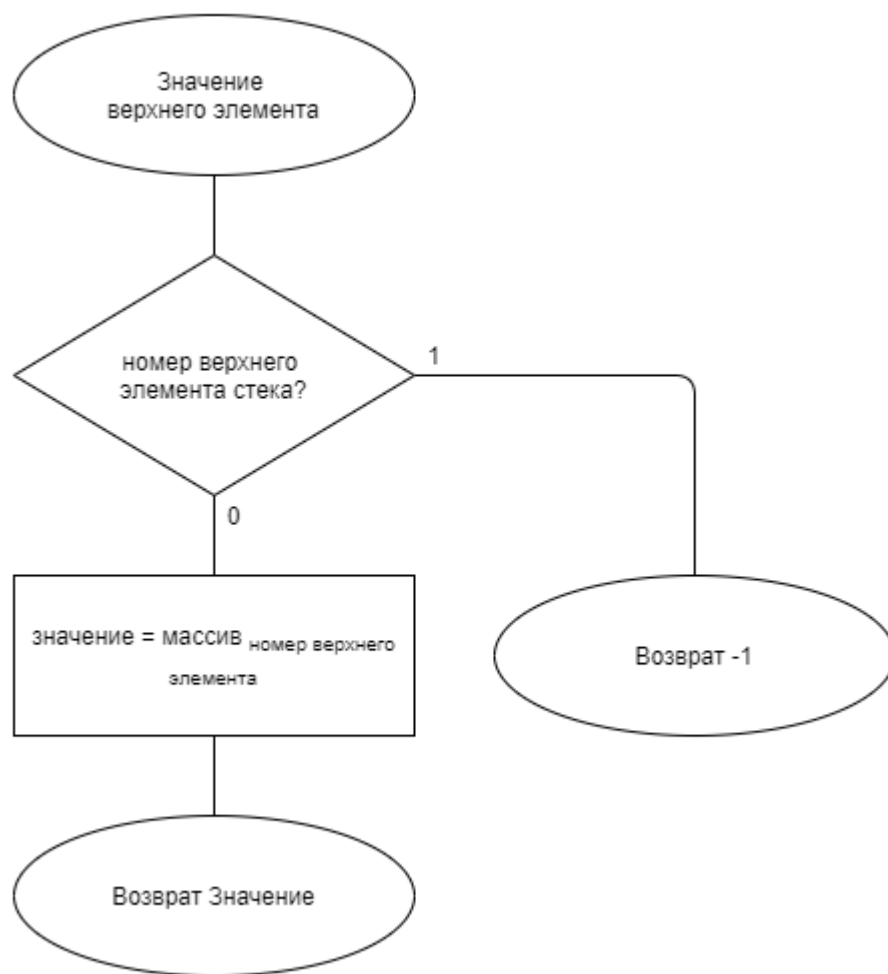 Значение
верхнего элемента
номер верхнего
элемента стека?
1
0
значение = массив номер верхнего
элемента
Возврат -1
Возврат Значение